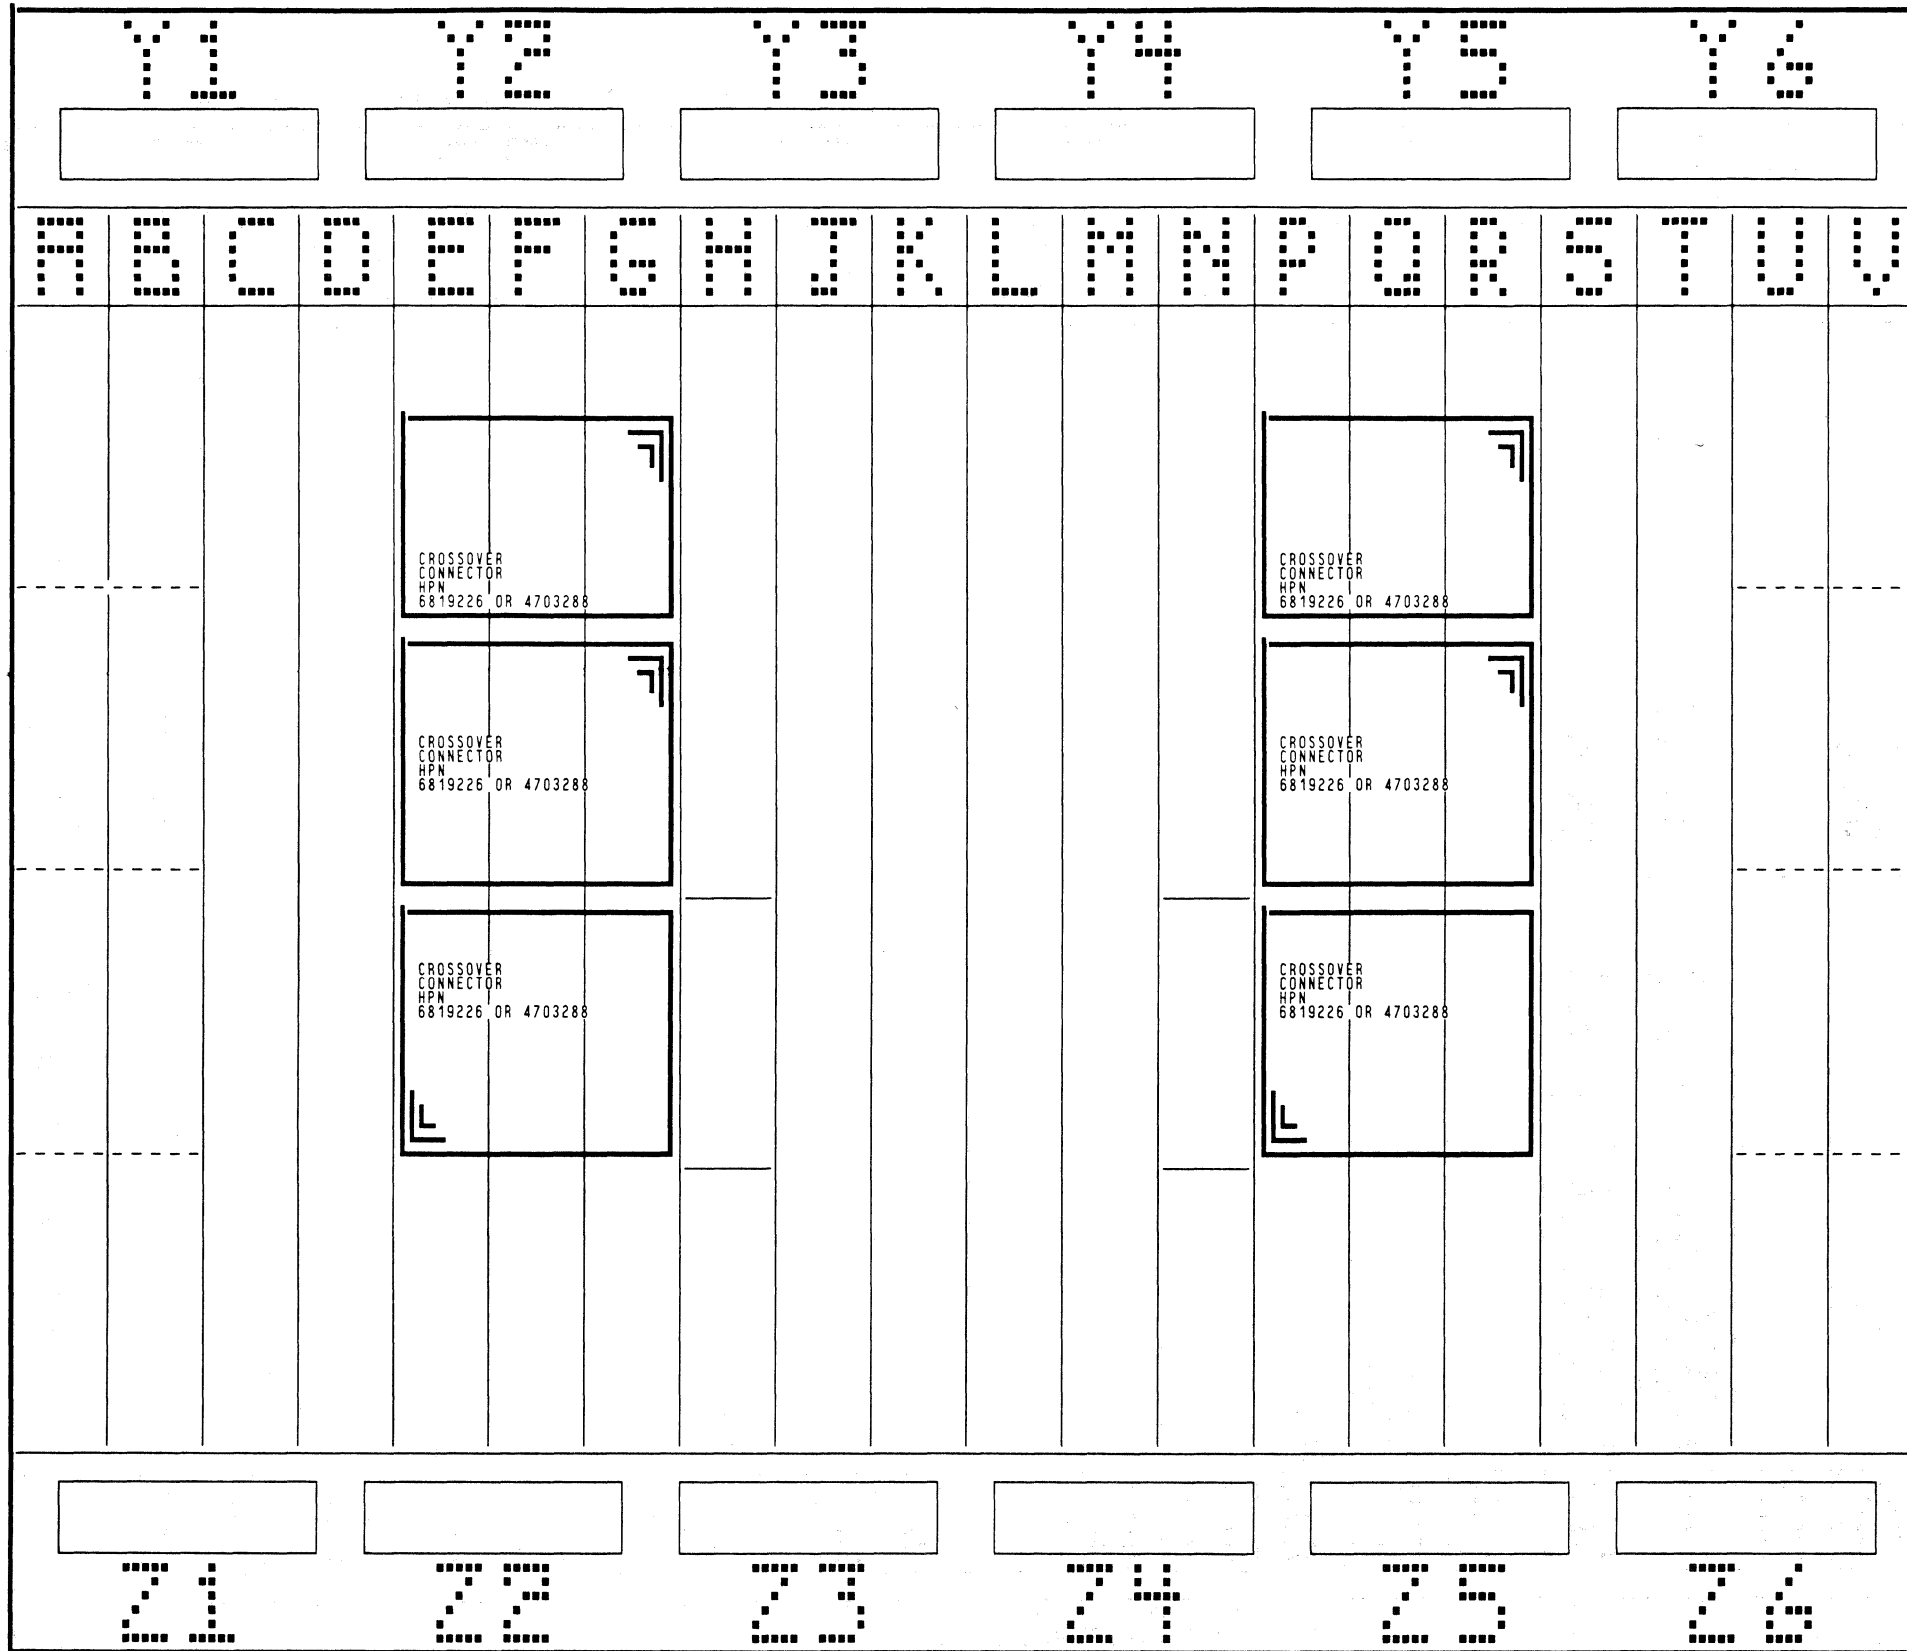 Y1 Y2 Y3 Y4 Y5 Y6
A B C D E F G H J K L M N P Q R S T U V
CROSSOVER
CONNECTOR
HPN
6819226 OR 4703288
CROSSOVER
CONNECTOR
HPN
6819226 OR 4703288
CROSSOVER
CONNECTOR
HPN
6819226 OR 4703288
CROSSOVER
CONNECTOR
HPN
6819226 OR 4703288
CROSSOVER
CONNECTOR
HPN
6819226 OR 4703288
CROSSOVER
CONNECTOR
HPN
6819226 OR 4703288
Z1 Z2 Z3 Z4 Z5 Z6